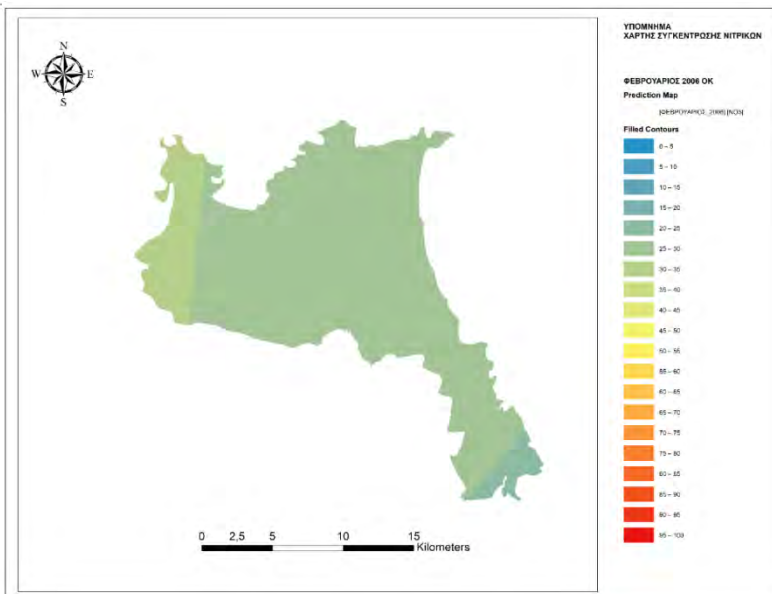 N
W E
S
ΥΠΟΜΝΗΜΑ
ΧΑΡΤΗΣ ΣΥΓΚΕΝΤΡΩΣΗΣ ΝΙΤΡΙΚΩΝ
ΦΕΒΡΟΥΑΡΙΟΣ 2006 ΟΚ
Prediction Map
[ΦΕΒΡΟΥΑΡΙΟΣ_2006].[NO3]
Filled Contours
0 – 5
5 – 10
10 – 15
15 – 20
20 – 25
25 – 30
30 – 35
35 – 40
40 – 45
45 – 50
50 – 55
55 – 60
60 – 65
65 – 70
70 – 75
75 – 80
80 – 85
85 – 90
90 – 95
95 – 100
0 2,5 5 10 15
Kilometers